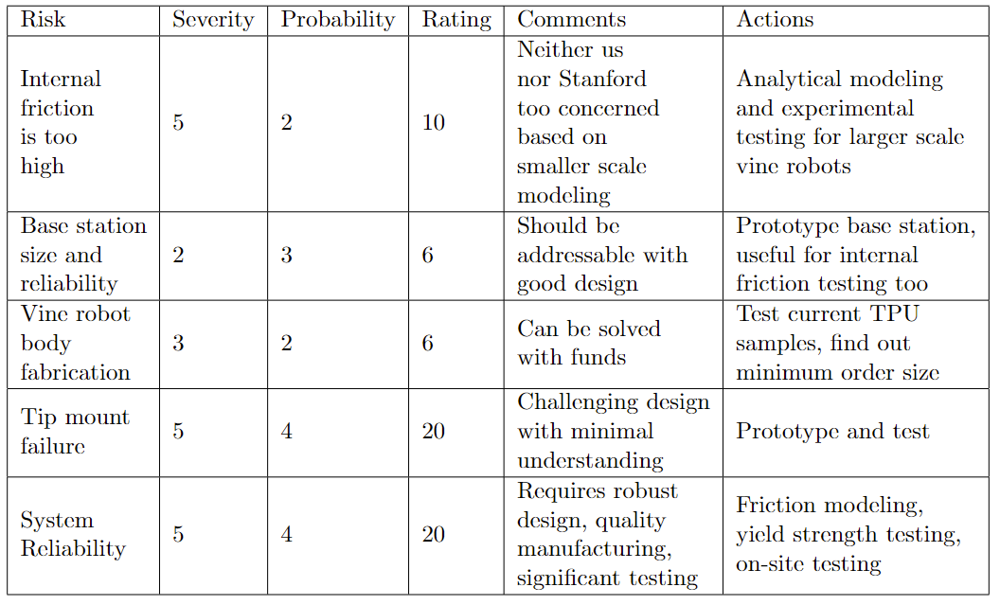 Risk Severity Probability Rating Comments Actions
Internal
friction
is too
high
5
2
10
Neither us
nor Stanford
too concerned
based on
smaller scale
modeling
Analytical modeling
and experimental
testing for larger scale
vine robots
Base station
size and
reliability
2
3
6
Should be
addressable with
good design
Prototype base station,
useful for internal
friction testing too
Vine robot
body
fabrication
3
2
6
Can be solved
with funds
Test current TPU
samples, find out
minimum order size
Tip mount
failure
5
4
20
Challenging design
with minimal
understanding
Prototype and test
System
Reliability
5
4
20
Requires robust
design, quality
manufacturing,
significant testing
Friction modeling,
yield strength testing,
on-site testing